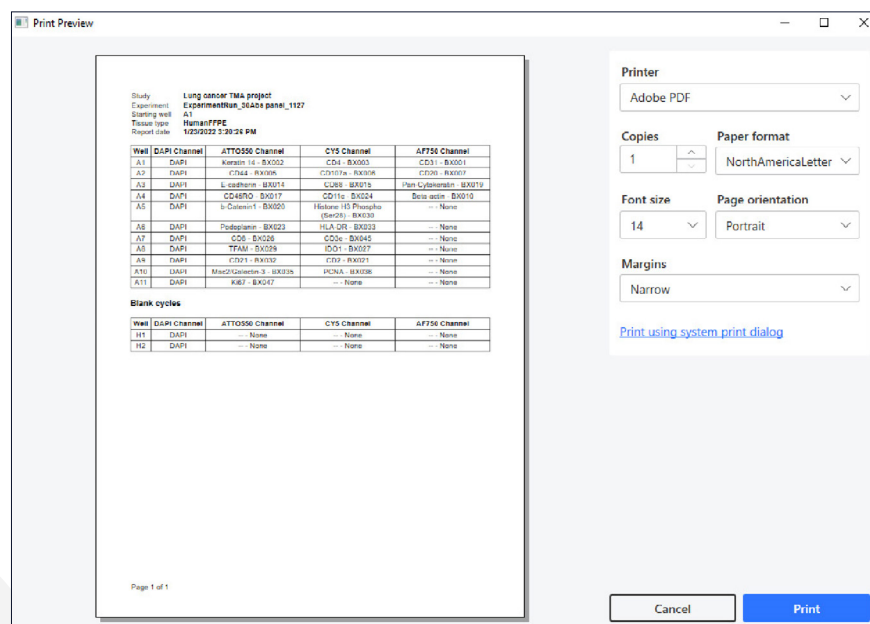 Print Preview
Study Lung cancer TMA project
Experiment ExperimentRun_30Abs panel_1127
Starting well A1
Tissue type HumanFFPE
Report date 1/23/2022 3:20:28 PM
Well DAPI Channel ATTO550 Channel CY5 Channel AF750 Channel
A1 DAPI Keratin 14 - BX002 CD4 - BX003 CD31 - BX001
A2 DAPI CD44 - BX005 CD107a - BX006 CD20 - BX007
A3 DAPI E-cadherin - BX014 CD68 - BX015 Pan-Cytokeratin - BX019
A4 DAPI CD45RO - BX017 CD11c - BX024 Beta actin - BX010
A5 DAPI b-Catenin1 - BX020 Histone H3 Phospho -- - None
(Ser28) - BX030
A6 DAPI Podoplanin - BX023 HLA-DR - BX033 -- - None
A7 DAPI CD8 - BX026 CD3e - BX045 -- - None
A8 DAPI TFAM - BX029 IDO1 - BX027 -- - None
A9 DAPI CD21 - BX032 CD2 - BX021 -- - None
A10 DAPI Mac2/Galectin-3 - BX035 PCNA - BX036 -- - None
A11 DAPI Ki67 - BX047 -- - None -- - None
Blank cycles
Well DAPI Channel ATTO550 Channel CY5 Channel AF750 Channel
H1 DAPI -- - None -- - None -- - None
H2 DAPI -- - None -- - None -- - None
Page 1 of 1
Printer
Adobe PDF
Copies Paper format
1 NorthAmericaLetter
Font size Page orientation
14 Portrait
Margins
Narrow
Print using system print dialog
Cancel Print